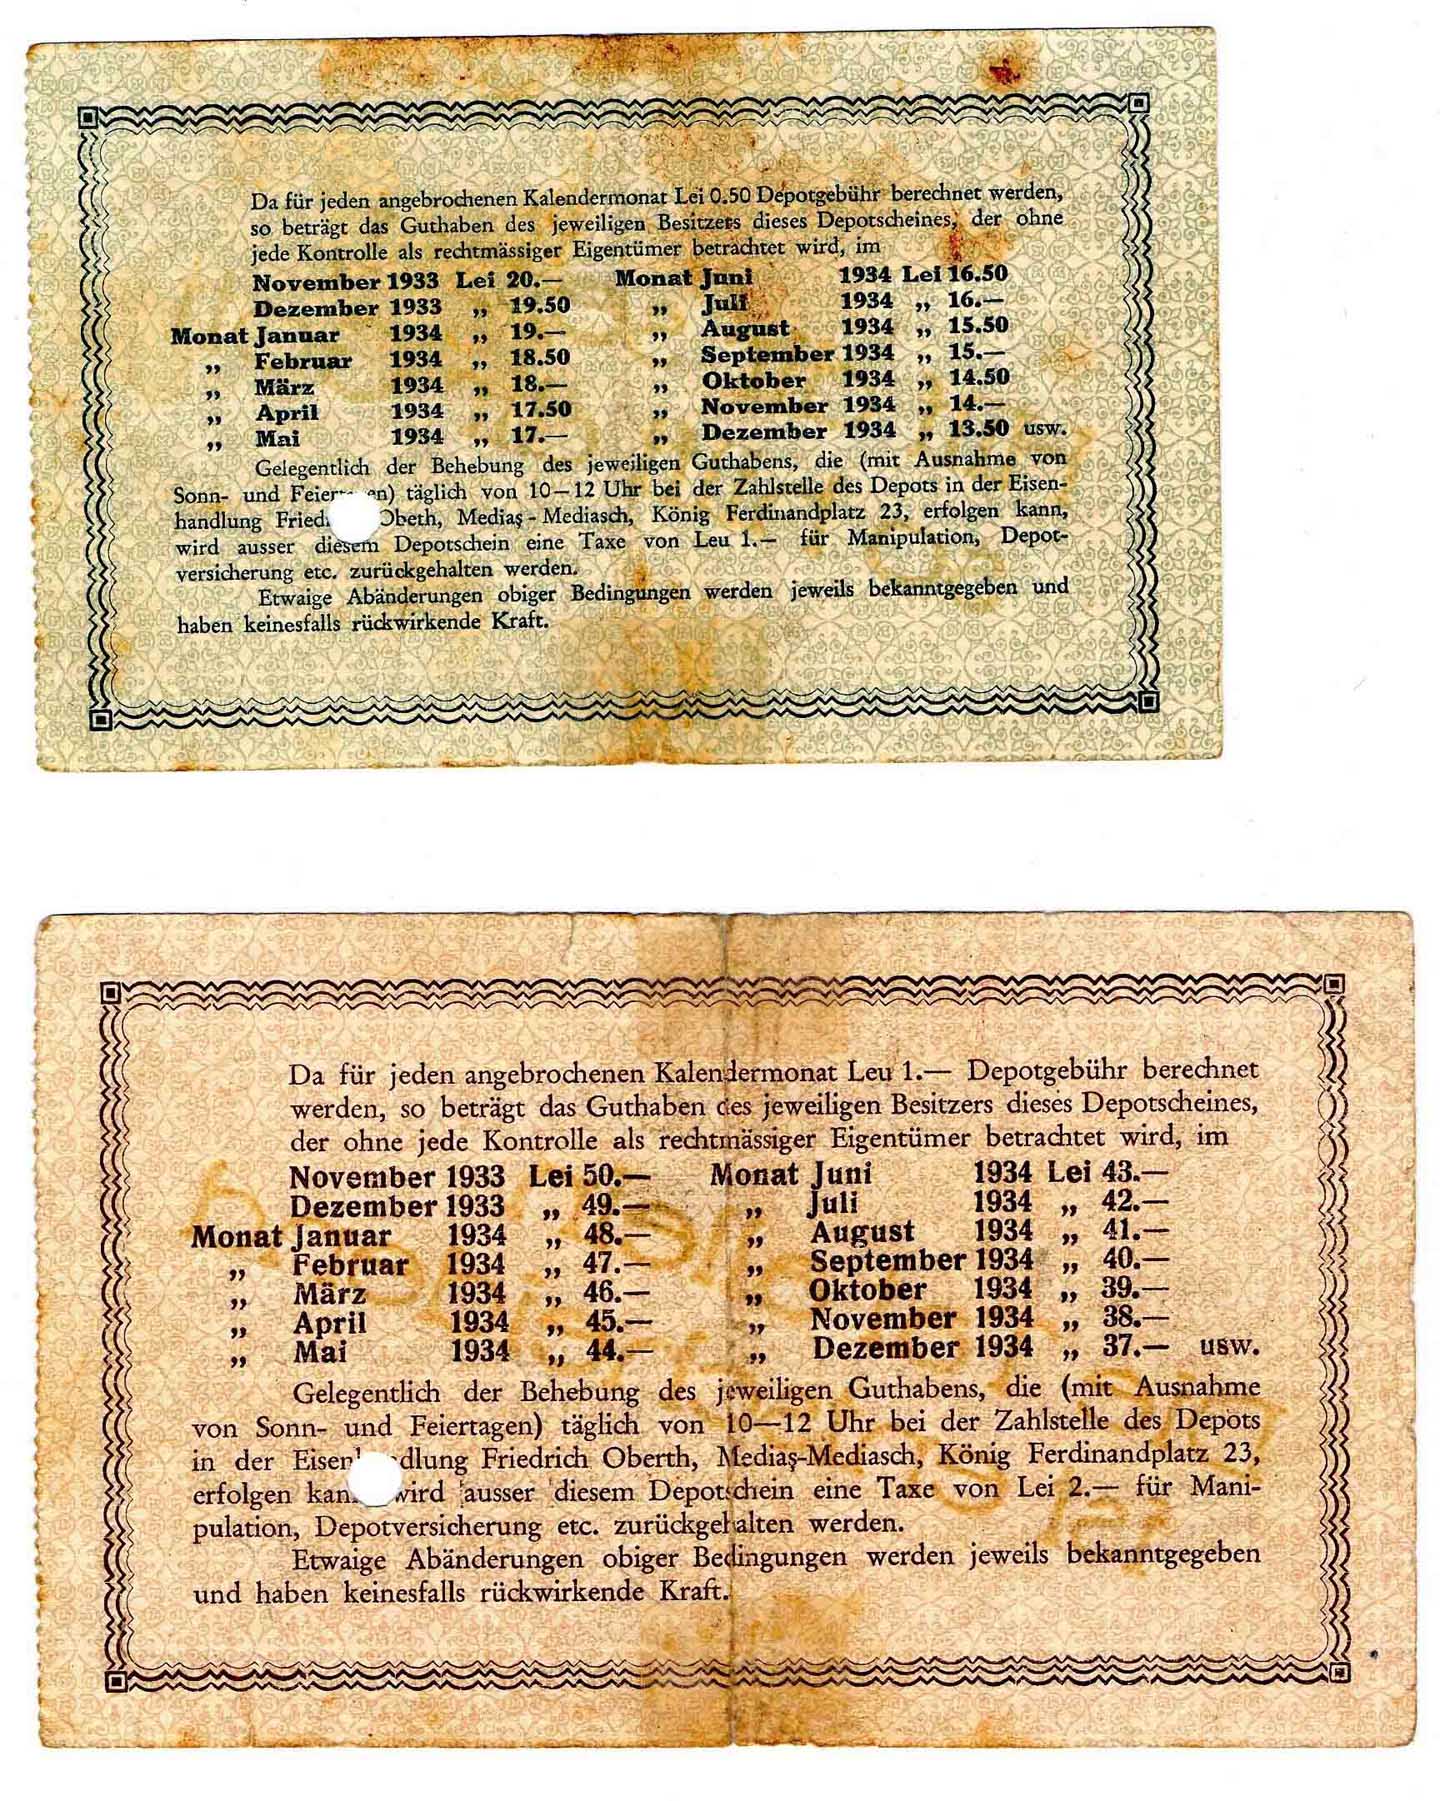 Da für jeden angebrochenen Kalendermonat Lei 0.50 Depotgebühr berechnet werden,
so beträgt das Guthaben des jeweiligen Besitzers dieses Depotscheines, der ohne
jede Kontrolle als rechtmässiger Eigentümer betrachtet wird, im
November 1933 Lei 20.— Monat Juni 1934 Lei 16.50
Dezember 1933 „ 19.50 „ Juli 1934 „ 16.—
Monat Januar 1934 „ 19.— „ August 1934 „ 15.50
„ Februar 1934 „ 18.50 „ September 1934 „ 15.—
„ März 1934 „ 18.— „ Oktober 1934 „ 14.50
„ April 1934 „ 17.50 „ November 1934 „ 14.—
„ Mai 1934 „ 17.— „ Dezember 1934 „ 13.50 usw.
Gelegentlich der Behebung des jeweiligen Guthabens, die (mit Ausnahme von
Sonn- und täglich von 10—12 Uhr bei der Zahlstelle des Depots in der Eisen-
handlung Mediaș - Mediasch, König Ferdinandplatz 23, erfolgen kann,
wird ausser diesem Depotschein eine Taxe von Leu 1.— für Manipulation, Depot-
versicherung etc. zurückgehalten werden.
Etwaige Abänderungen obiger Bedingungen werden jeweils bekanntgegeben und
haben keinesfalls rückwirkende Kraft.
Da für jeden angebrochenen Kalendermonat Leu 1.— Depotgebühr berechnet
werden, so beträgt das Guthaben des jeweiligen Besitzers dieses Depotscheines,
der ohne jede Kontrolle als rechtmässiger Eigentümer betrachtet wird, im
November 1933 Lei 50.— Monat Juni 1934 Lei 43.—
Dezember 1933 „ 49.— „ Juli 1934 „ 42.—
Monat Januar 1934 „ 48.— „ August 1934 „ 41.—
„ Februar 1934 „ 47.— „ September 1934 „ 40.—
„ März 1934 „ 46.— „ Oktober 1934 „ 39.—
„ April 1934 „ 45.— „ November 1934 „ 38.—
„ Mai 1934 „ 44.— „ Dezember 1934 „ 37.— usw.
Gelegentlich der Behebung des jeweiligen Guthabens, die (mit Ausnahme
von Sonn- und Feiertagen) täglich von 10—12 Uhr bei der Zahlstelle des Depots
in der Friedrich Oberth, Mediaș-Mediasch, König Ferdinandplatz 23,
erfolgen wird ausser diesem Depotschein eine Taxe von Lei 2.— für Mani-
pulation, Depotversicherung etc. zurückgehalten werden.
Etwaige Abänderungen obiger Bedingungen werden jeweils bekanntgegeben
und haben keinesfalls rückwirkende Kraft.